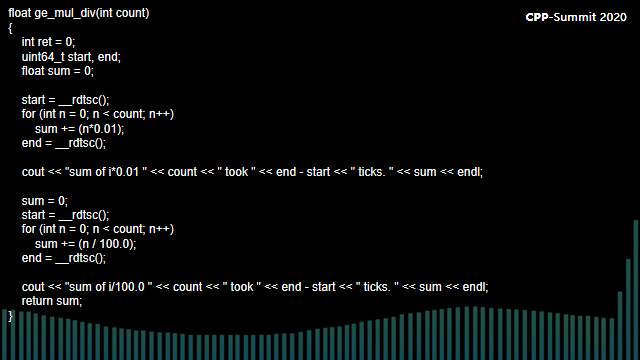 float ge_mul_div(int count)
CPP-Summit 2020
{
int ret = 0;
uint64_t start, end;
float sum = 0;
start = __rdtsc();
for (int n = 0; n < count; n++)
sum += (n*0.01);
end = __rdtsc();
cout << "sum of i*0.01 " << count << " took " << end - start << " ticks. " << sum << endl;
sum = 0;
start = __rdtsc();
for (int n = 0; n < count; n++)
sum += (n / 100.0);
end = __rdtsc();
cout << "sum of i/100.0 " << count << " took " << end - start << " ticks. " << sum << endl;
return sum;
}